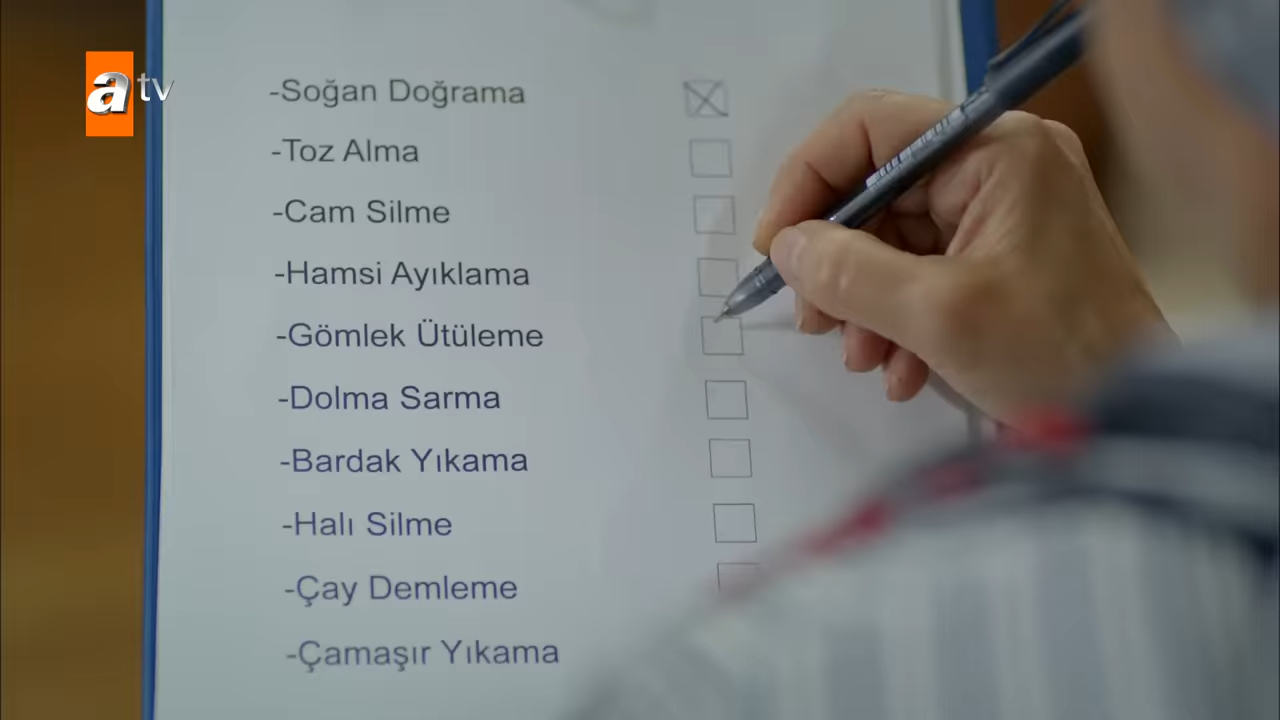 atv
-Soğan Doğrama
-Toz Alma
-Cam Silme
-Hamsi Ayıklama
-Gömlek Ütüleme
-Dolma Sarma
-Bardak Yıkama
-Halı Silme
-Çay Demleme
-Çamaşır Yıkama